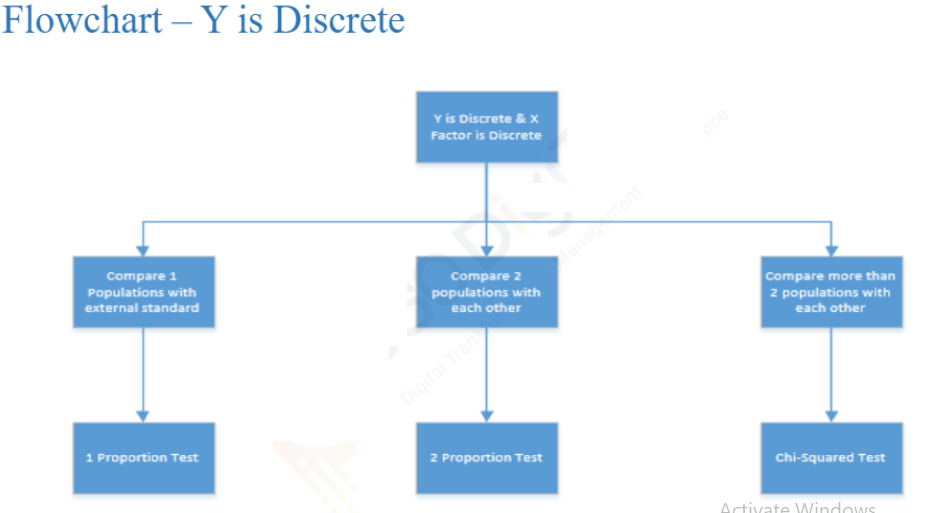 Flowchart – Y is Discrete
Y is Discrete & X
Factor is Discrete
Compare 1
Populations with
external standard
Compare 2
populations with
each other
Compare more than
2 populations with
each other
1 Proportion Test
2 Proportion Test
Chi-Squared Test
Activate Windows